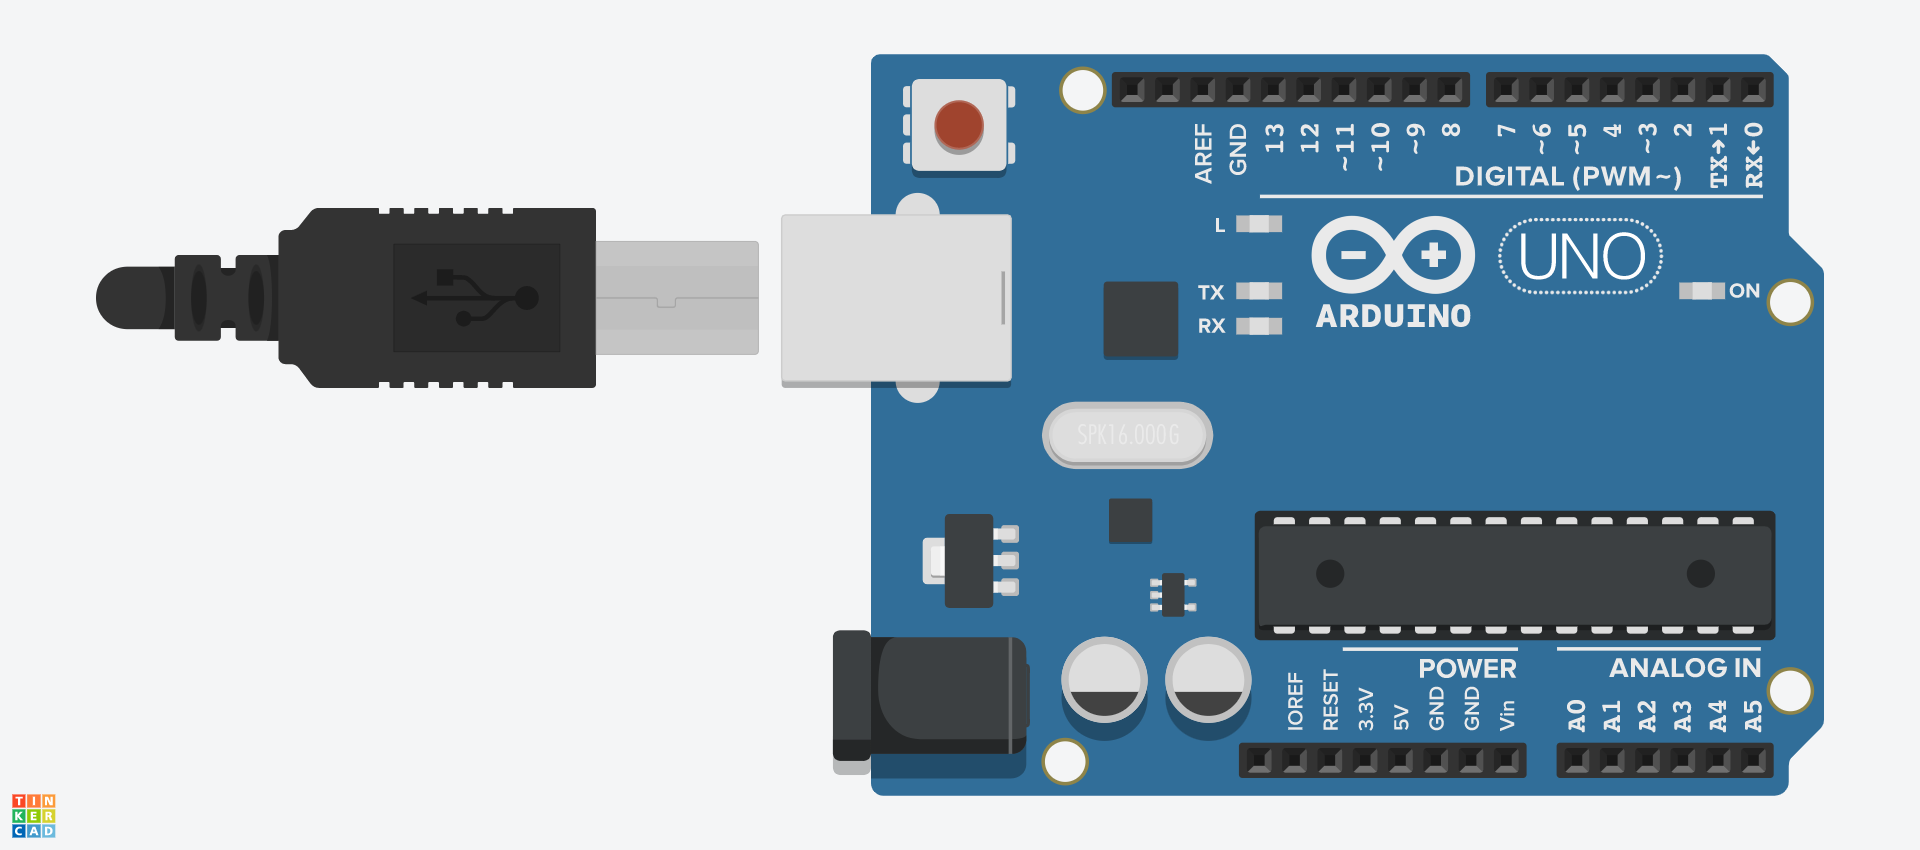 AREF
GND
13
12
~11
~10
~9
8
7
~6
~5
4
~3
2
TX→1
RX←0
DIGITAL (PWM ~)
L
TX
RX
ARDUINO
UNO
ON
SPK16.000G
POWER
ANALOG IN
IOREF
RESET
3.3V
5V
GND
GND
Vin
A0
A1
A2
A3
A4
A5
TIN
KER
CAD